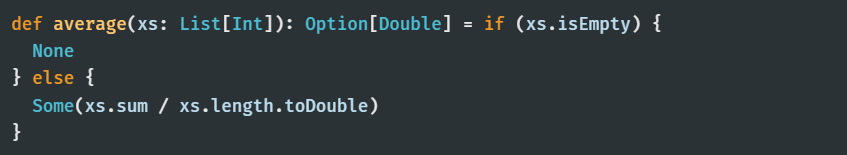 def average(xs: List[Int]): Option[Double] = if (xs.isEmpty) {
  None
} else {
  Some(xs.sum / xs.length.toDouble)
}